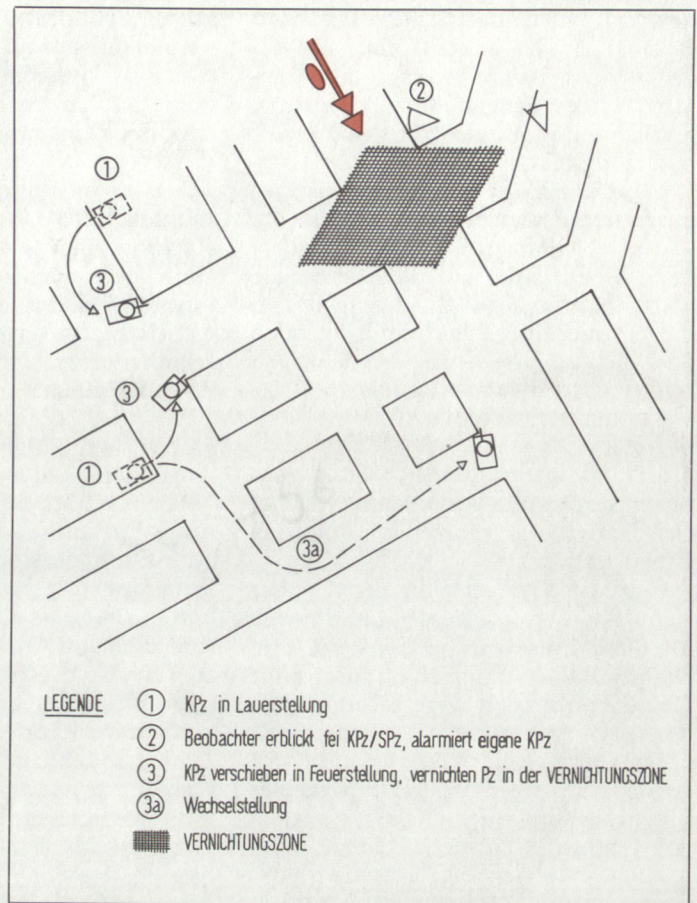 2
1
3
3
1
3a
LEGENDE
1 KPz in Lauerstellung
2 Beobachter erblickt fei KPz/SPz, alarmiert eigene KPz
3 KPz verschieben in Feuerstellung, vernichten Pz in der VERNICHTUNGSZONE
3a Wechselstellung
VERNICHTUNGSZONE